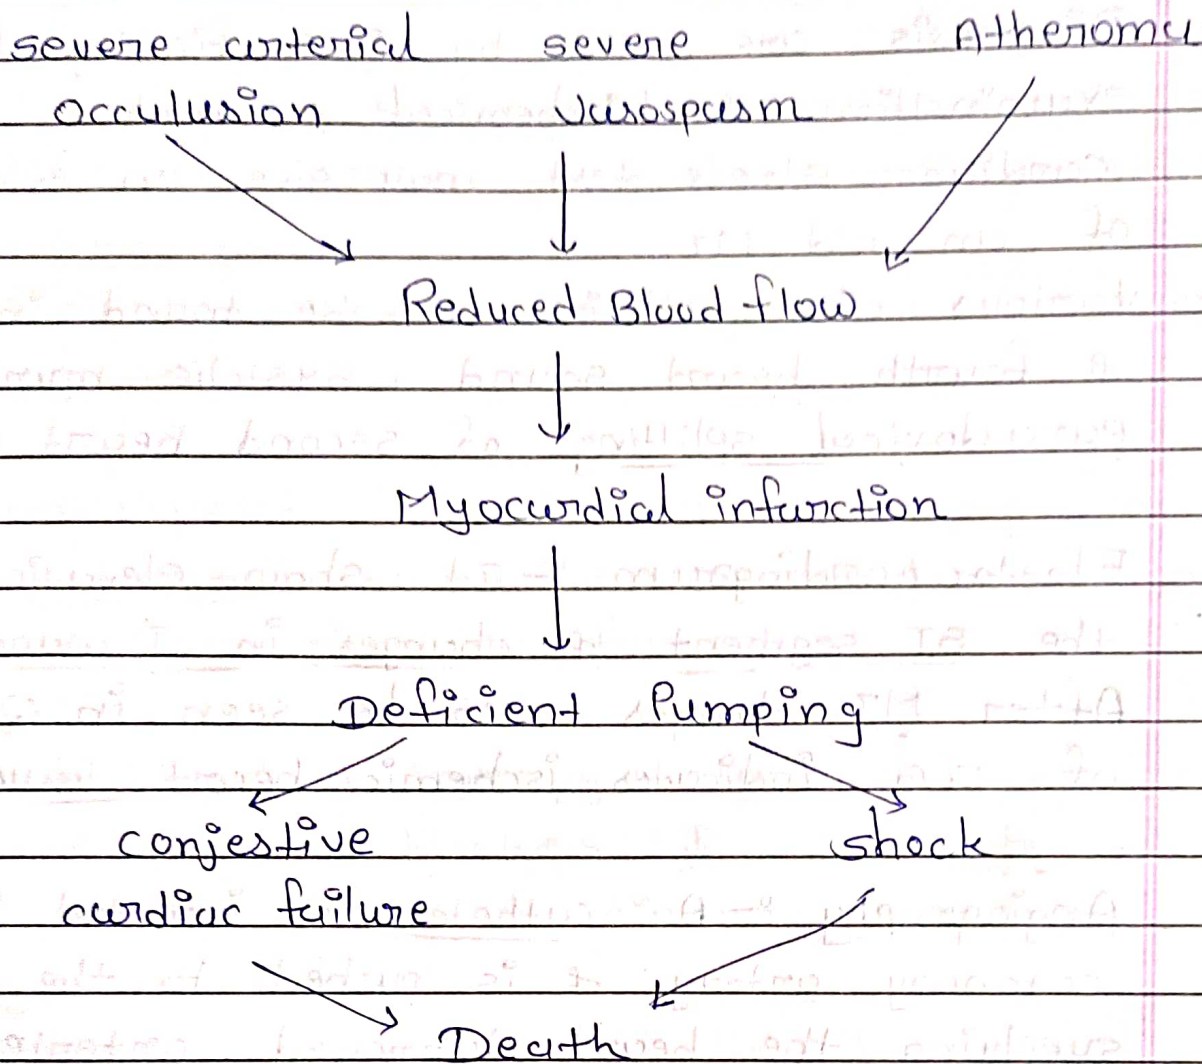 severe arterial severe Atheroma
occulusion Vasospasm
Reduced Blood flow
Myocardial infarction
Deficient Pumping
conjestive shock
cardiac failure
Death